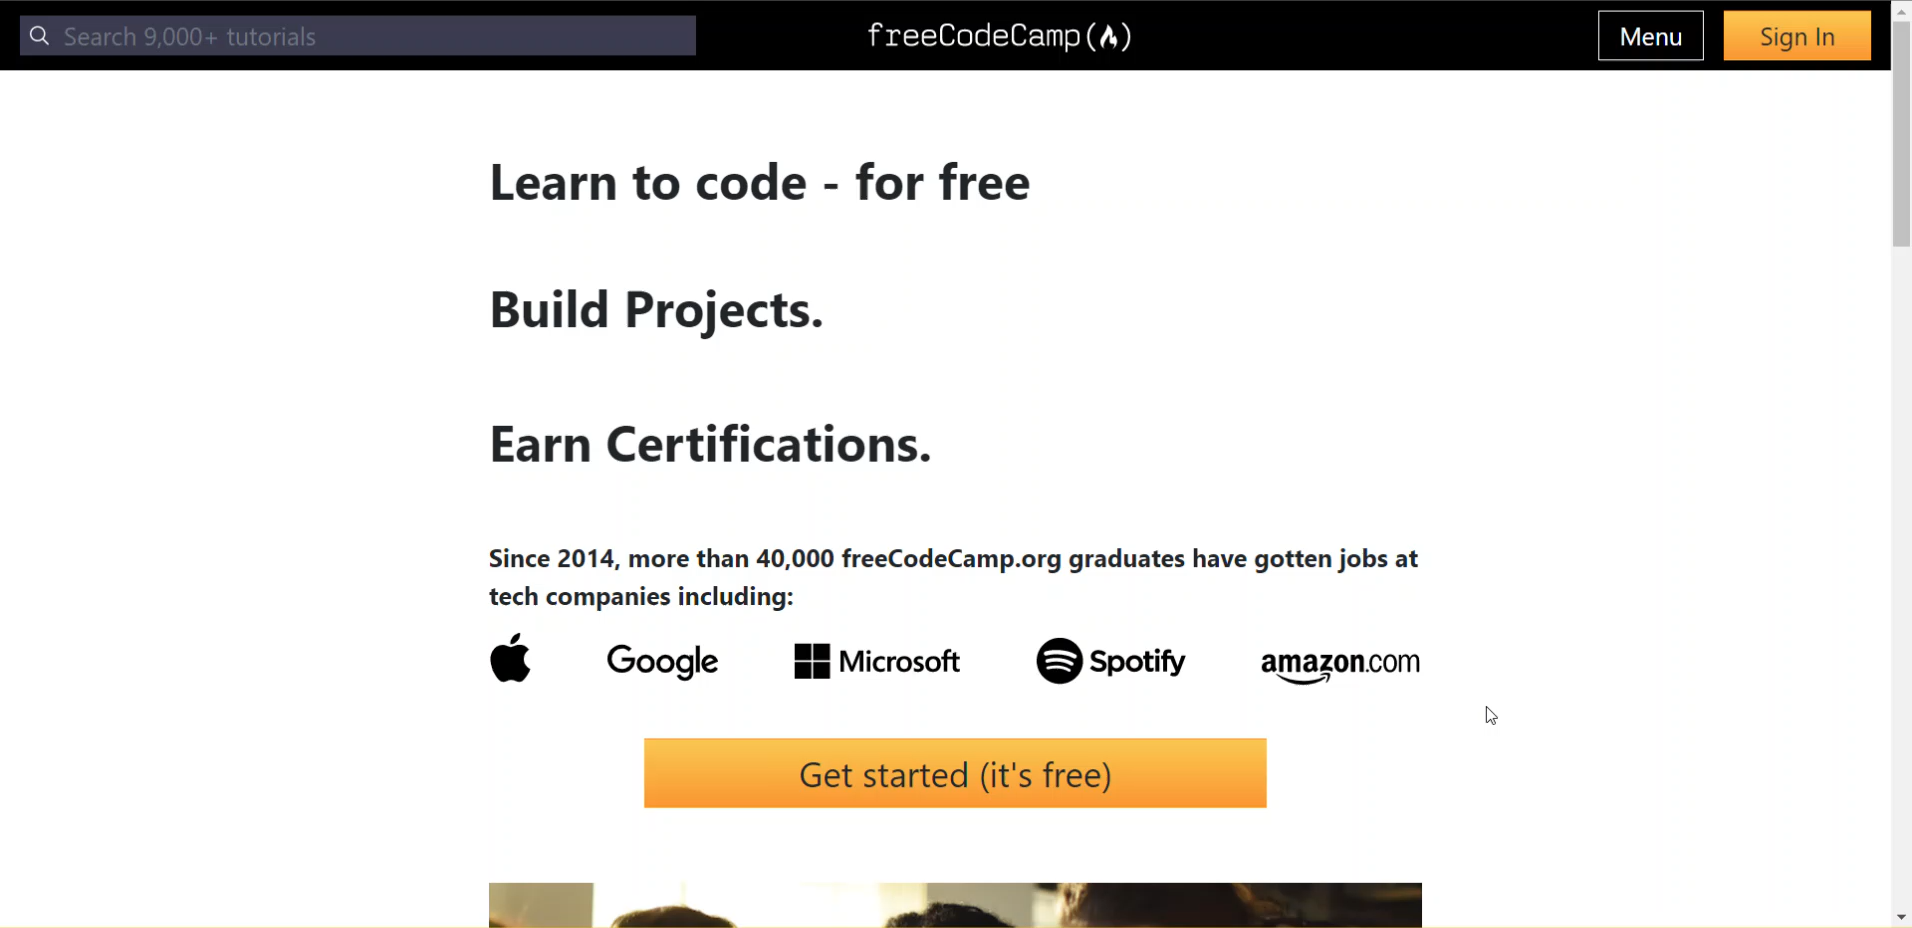 Search 9,000+ tutorials
freeCodeCamp
Menu
Sign In
Learn to code - for free
Build Projects.
Earn Certifications.
Since 2014, more than 40,000 freeCodeCamp.org graduates have gotten jobs at
tech companies including:
Google
Microsoft
Spotify
amazon.com
Get started (it's free)